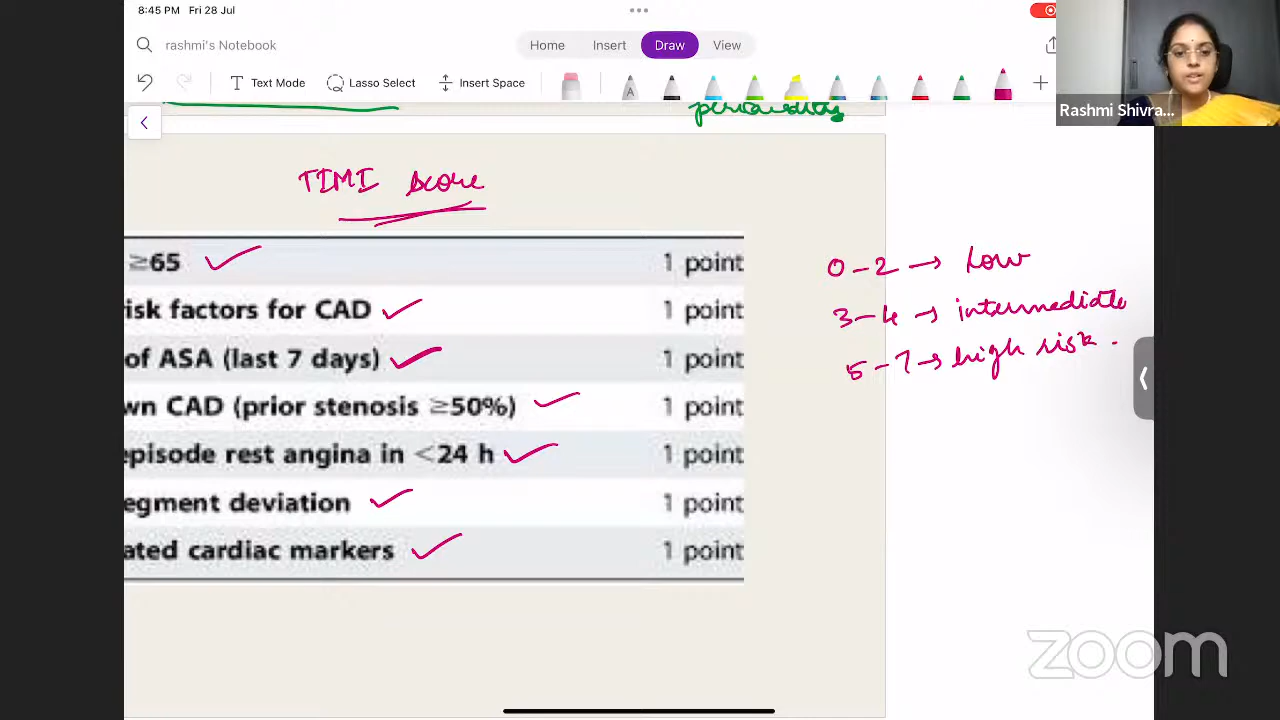 8:45 PM Fri 28 Jul
rashmi's Notebook
Home Insert Draw View
Text Mode Lasso Select Insert Space
A
Rashmi Shivra...
TIMI score
≥65 1 point
isk factors for CAD 1 point
of ASA (last 7 days) 1 point
wn CAD (prior stenosis ≥50%) 1 point
episode rest angina in <24 h 1 point
egment deviation 1 point
ated cardiac markers 1 point
0-2 → Low
3-4 → intermediate
5-7 → high risk.
zoom